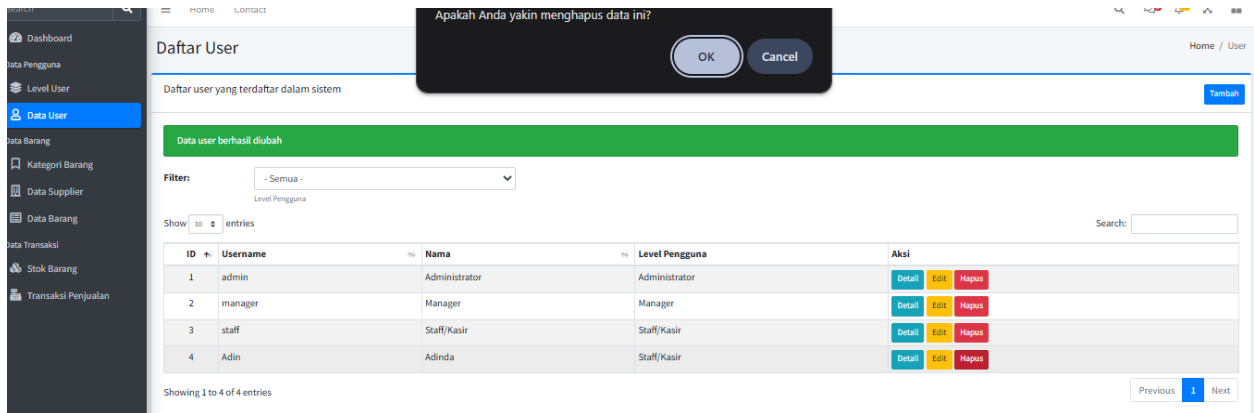 Search
Home Contact
Apakah Anda yakin menghapus data ini?
OK Cancel
Dashboard
Data Pengguna
Level User
Data User
Data Barang
Kategori Barang
Data Supplier
Data Barang
Data Transaksi
Stok Barang
Transaksi Penjualan
Daftar User
Home / User
Daftar user yang terdaftar dalam sistem
Tambah
Data user berhasil diubah
Filter: - Semua -
Level Pengguna
Show 10 entries
Search:
ID Username Nama Level Pengguna Aksi
1 admin Administrator Administrator Detail Edit Hapus
2 manager Manager Manager Detail Edit Hapus
3 staff Staff/Kasir Staff/Kasir Detail Edit Hapus
4 Adin Adinda Staff/Kasir Detail Edit Hapus
Showing 1 to 4 of 4 entries
Previous 1 Next